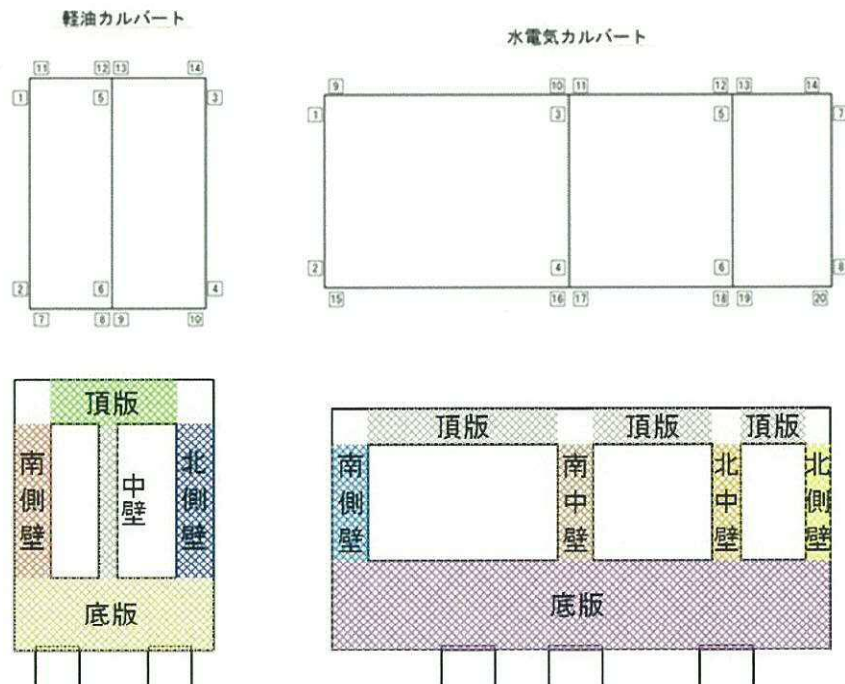 軽油カルバート
水電気カルバート
11 12 13 14
1 5 3
2 6 4
7 8 9 10
9 10 11 12 13 14
1 3 5 7
2 4 6 8
15 16 17 18 19 20
頂版
南側壁
中壁
北側壁
底版
頂版 頂版 頂版
南側壁
南中壁
北中壁
北側壁
底版